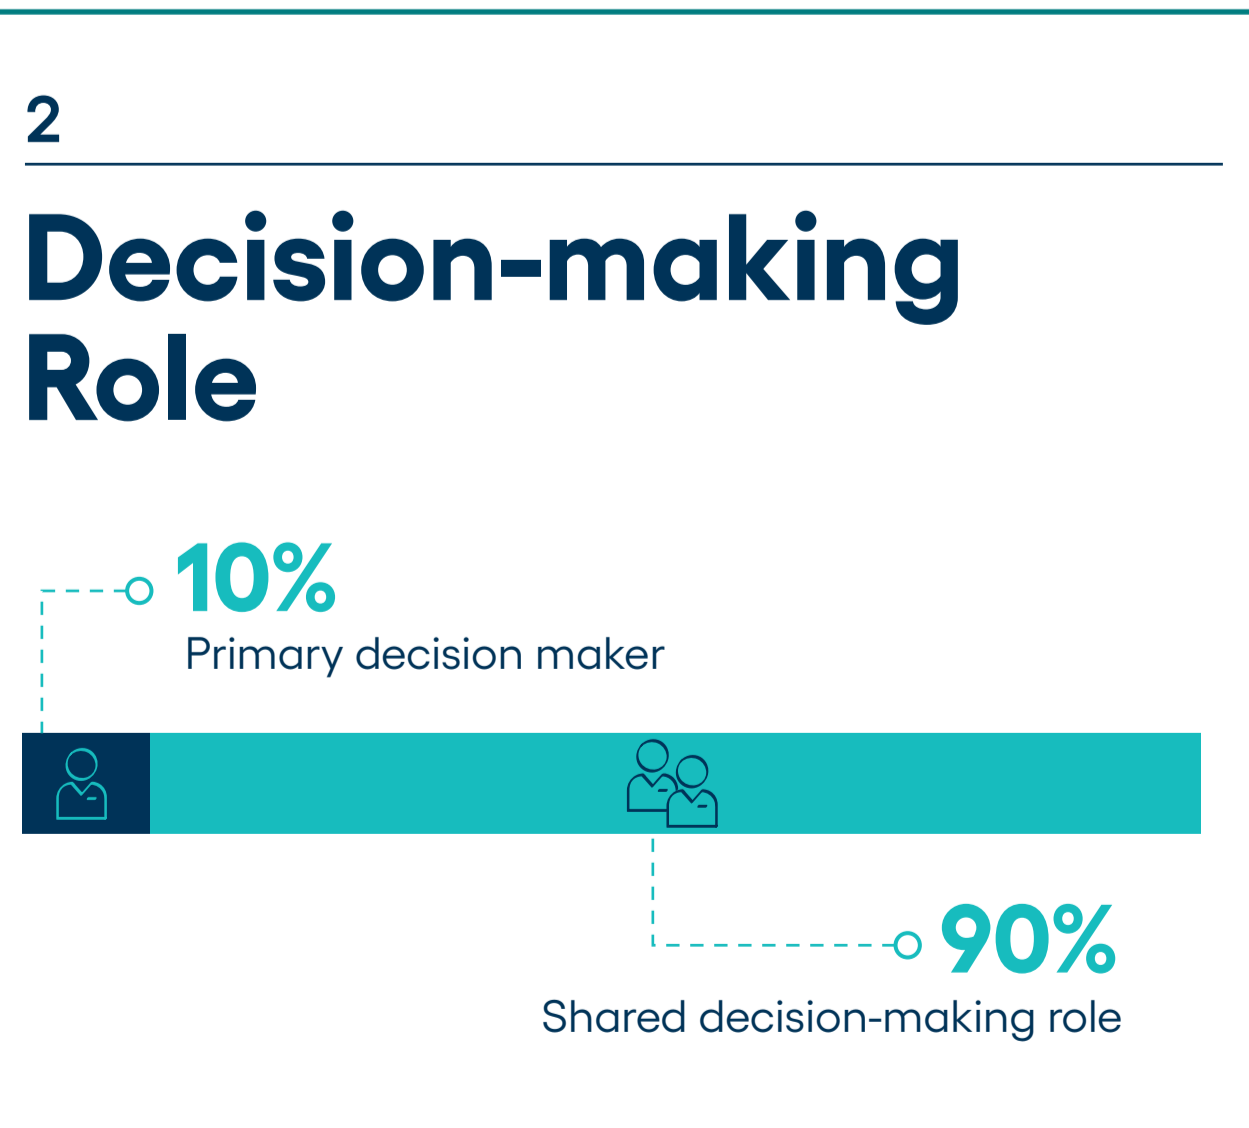 2
Decision-making
Role
10%
Primary decision maker
90%
Shared decision-making role